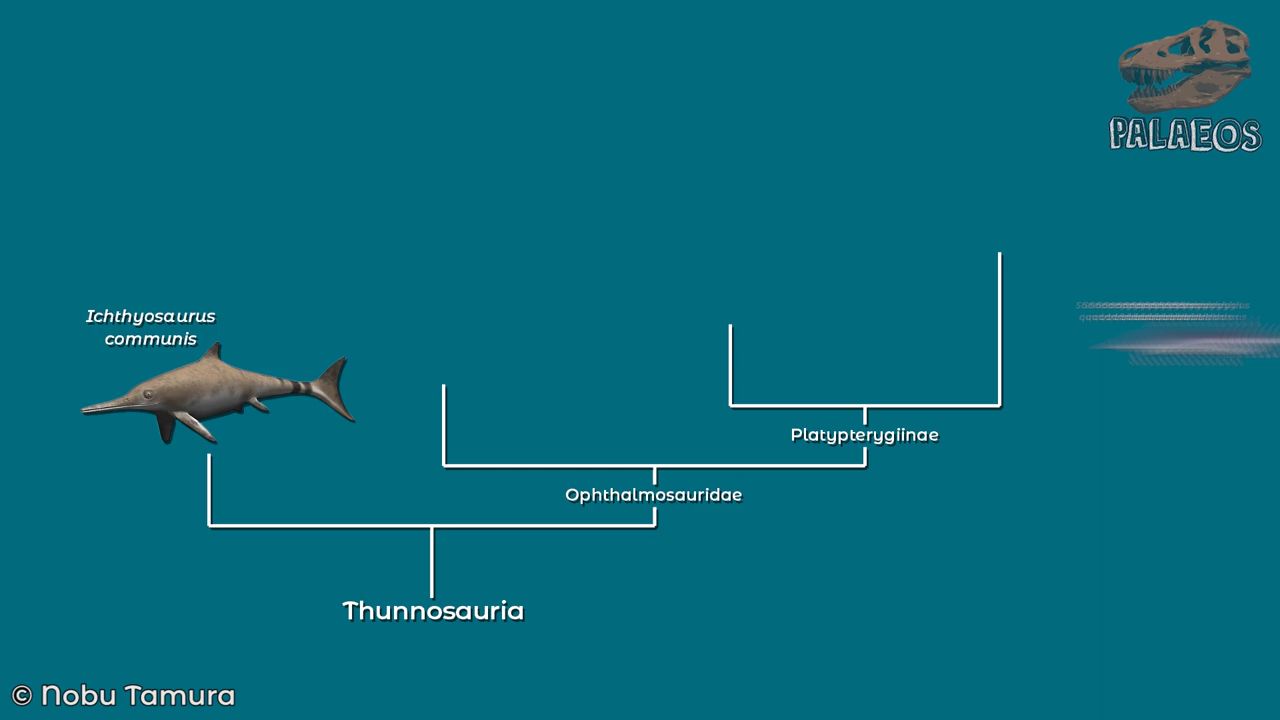 PALAEOS
Ichthyosaurus
communis
Platypterygiinae
Ophthalmosauridae
Thunnosauria
© Nobu Tamura